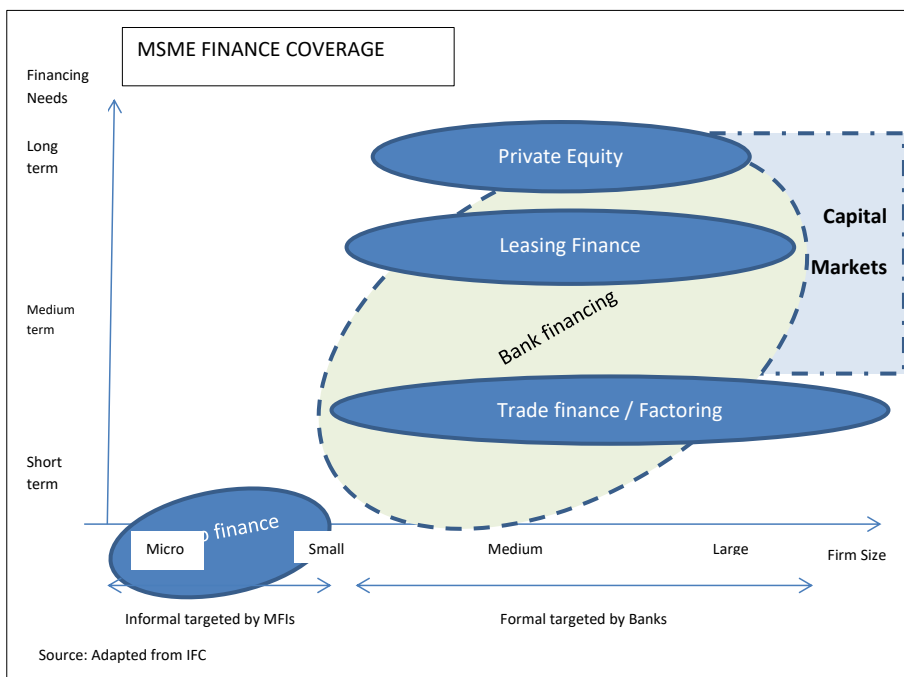 MSME FINANCE COVERAGE
Financing
Needs
Long
term
Private Equity
Capital
Leasing Finance
Markets
Medium
term
Bank financing
Trade finance / Factoring
Short
term
finance
Micro
Small
Medium
Large
Firm Size
Informal targeted by MFIs
Formal targeted by Banks
Source: Adapted from IFC